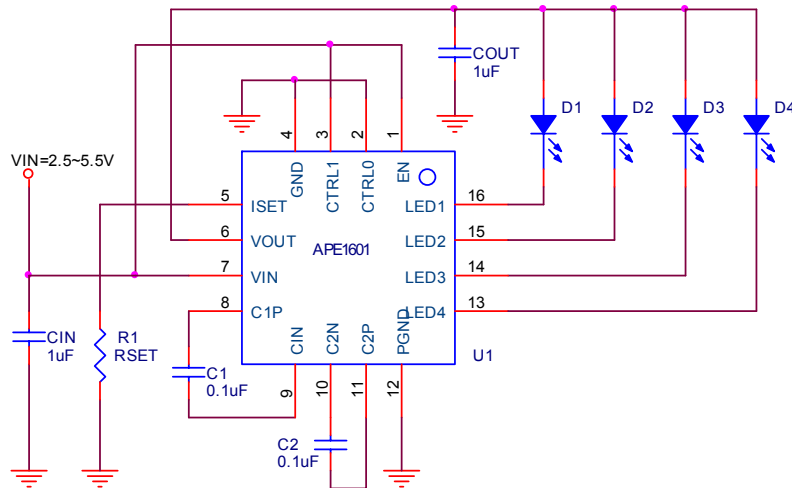 COUT
1uF
D1
D2
D3
D4
4
3
2
1
VIN=2.5~5.5V
GND
CTRL1
CTRL0
EN
5
ISET
LED1
16
6
VOUT
APE1601
LED2
15
7
VIN
LED3
14
8
C1P
LED4
13
CIN
C2N
C2P
PGND
U1
CIN
1uF
R1
RSET
C1
0.1uF
9
10
11
12
C2
0.1uF